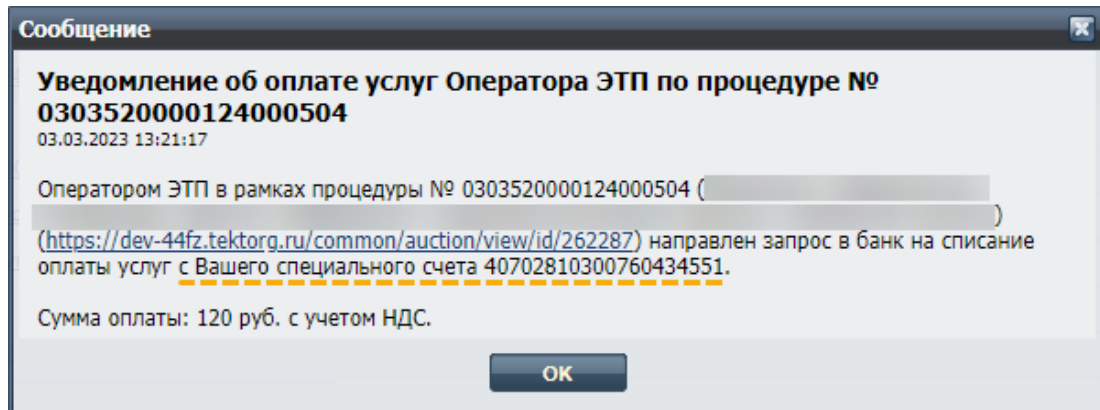 Сообщение
Уведомление об оплате услуг Оператора ЭТП по процедуре №
0303520000124000504
03.03.2023 13:21:17
Оператором ЭТП в рамках процедуры № 0303520000124000504 (
)
(https://dev-44fz.tektorg.ru/common/auction/view/id/262287) направлен запрос в банк на списание
оплаты услуг с Вашего специального счета 40702810300760434551.
Сумма оплаты: 120 руб. с учетом НДС.
OK